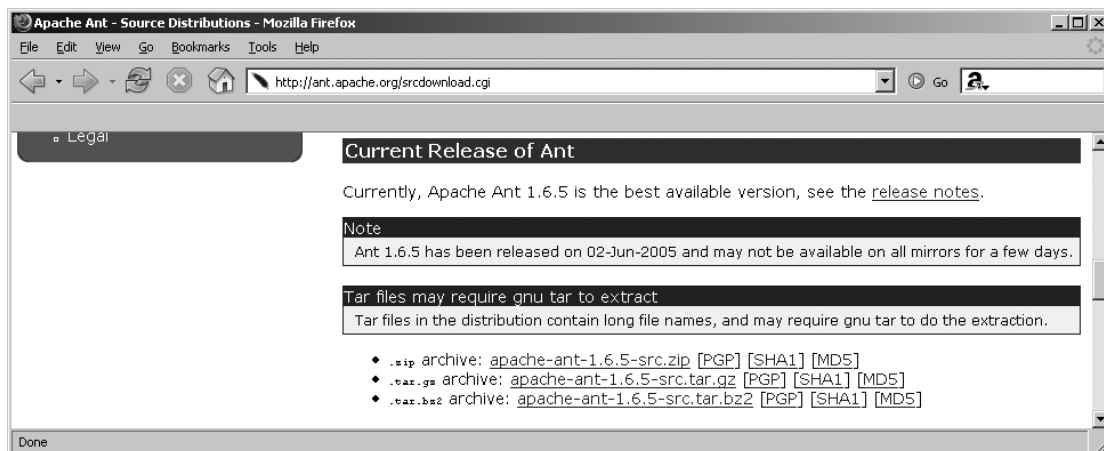 Apache Ant - Source Distributions - Mozilla Firefox
File Edit View Go Bookmarks Tools Help
http://ant.apache.org/srcdownload.cgi Go
Legal
Current Release of Ant
Currently, Apache Ant 1.6.5 is the best available version, see the release notes.
Note
Ant 1.6.5 has been released on 02-Jun-2005 and may not be available on all mirrors for a few days.
Tar files may require gnu tar to extract
Tar files in the distribution contain long file names, and may require gnu tar to do the extraction.
• .zip archive: apache-ant-1.6.5-src.zip [PGP] [SHA1] [MD5]
• .tar.gz archive: apache-ant-1.6.5-src.tar.gz [PGP] [SHA1] [MD5]
• .tar.bz2 archive: apache-ant-1.6.5-src.tar.bz2 [PGP] [SHA1] [MD5]
Done